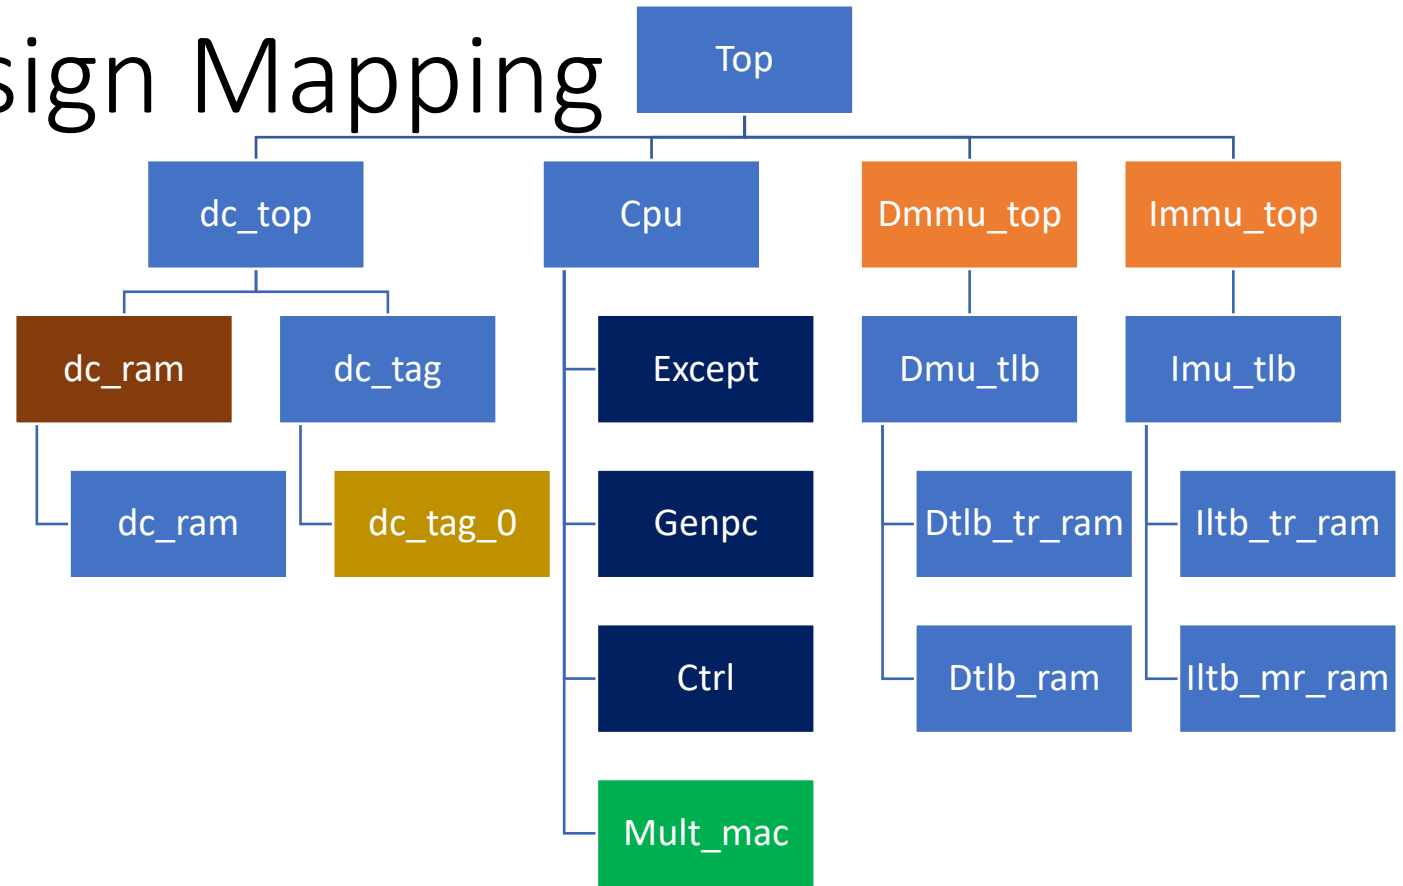 sign Mapping
Top
dc_top
Cpu
Dmmu_top
Immu_top
dc_ram
dc_tag
Except
Dmu_tlb
Imu_tlb
dc_ram
dc_tag_0
Genpc
Dtlb_tr_ram
Iltb_tr_ram
Ctrl
Dtlb_ram
Iltb_mr_ram
Mult_mac